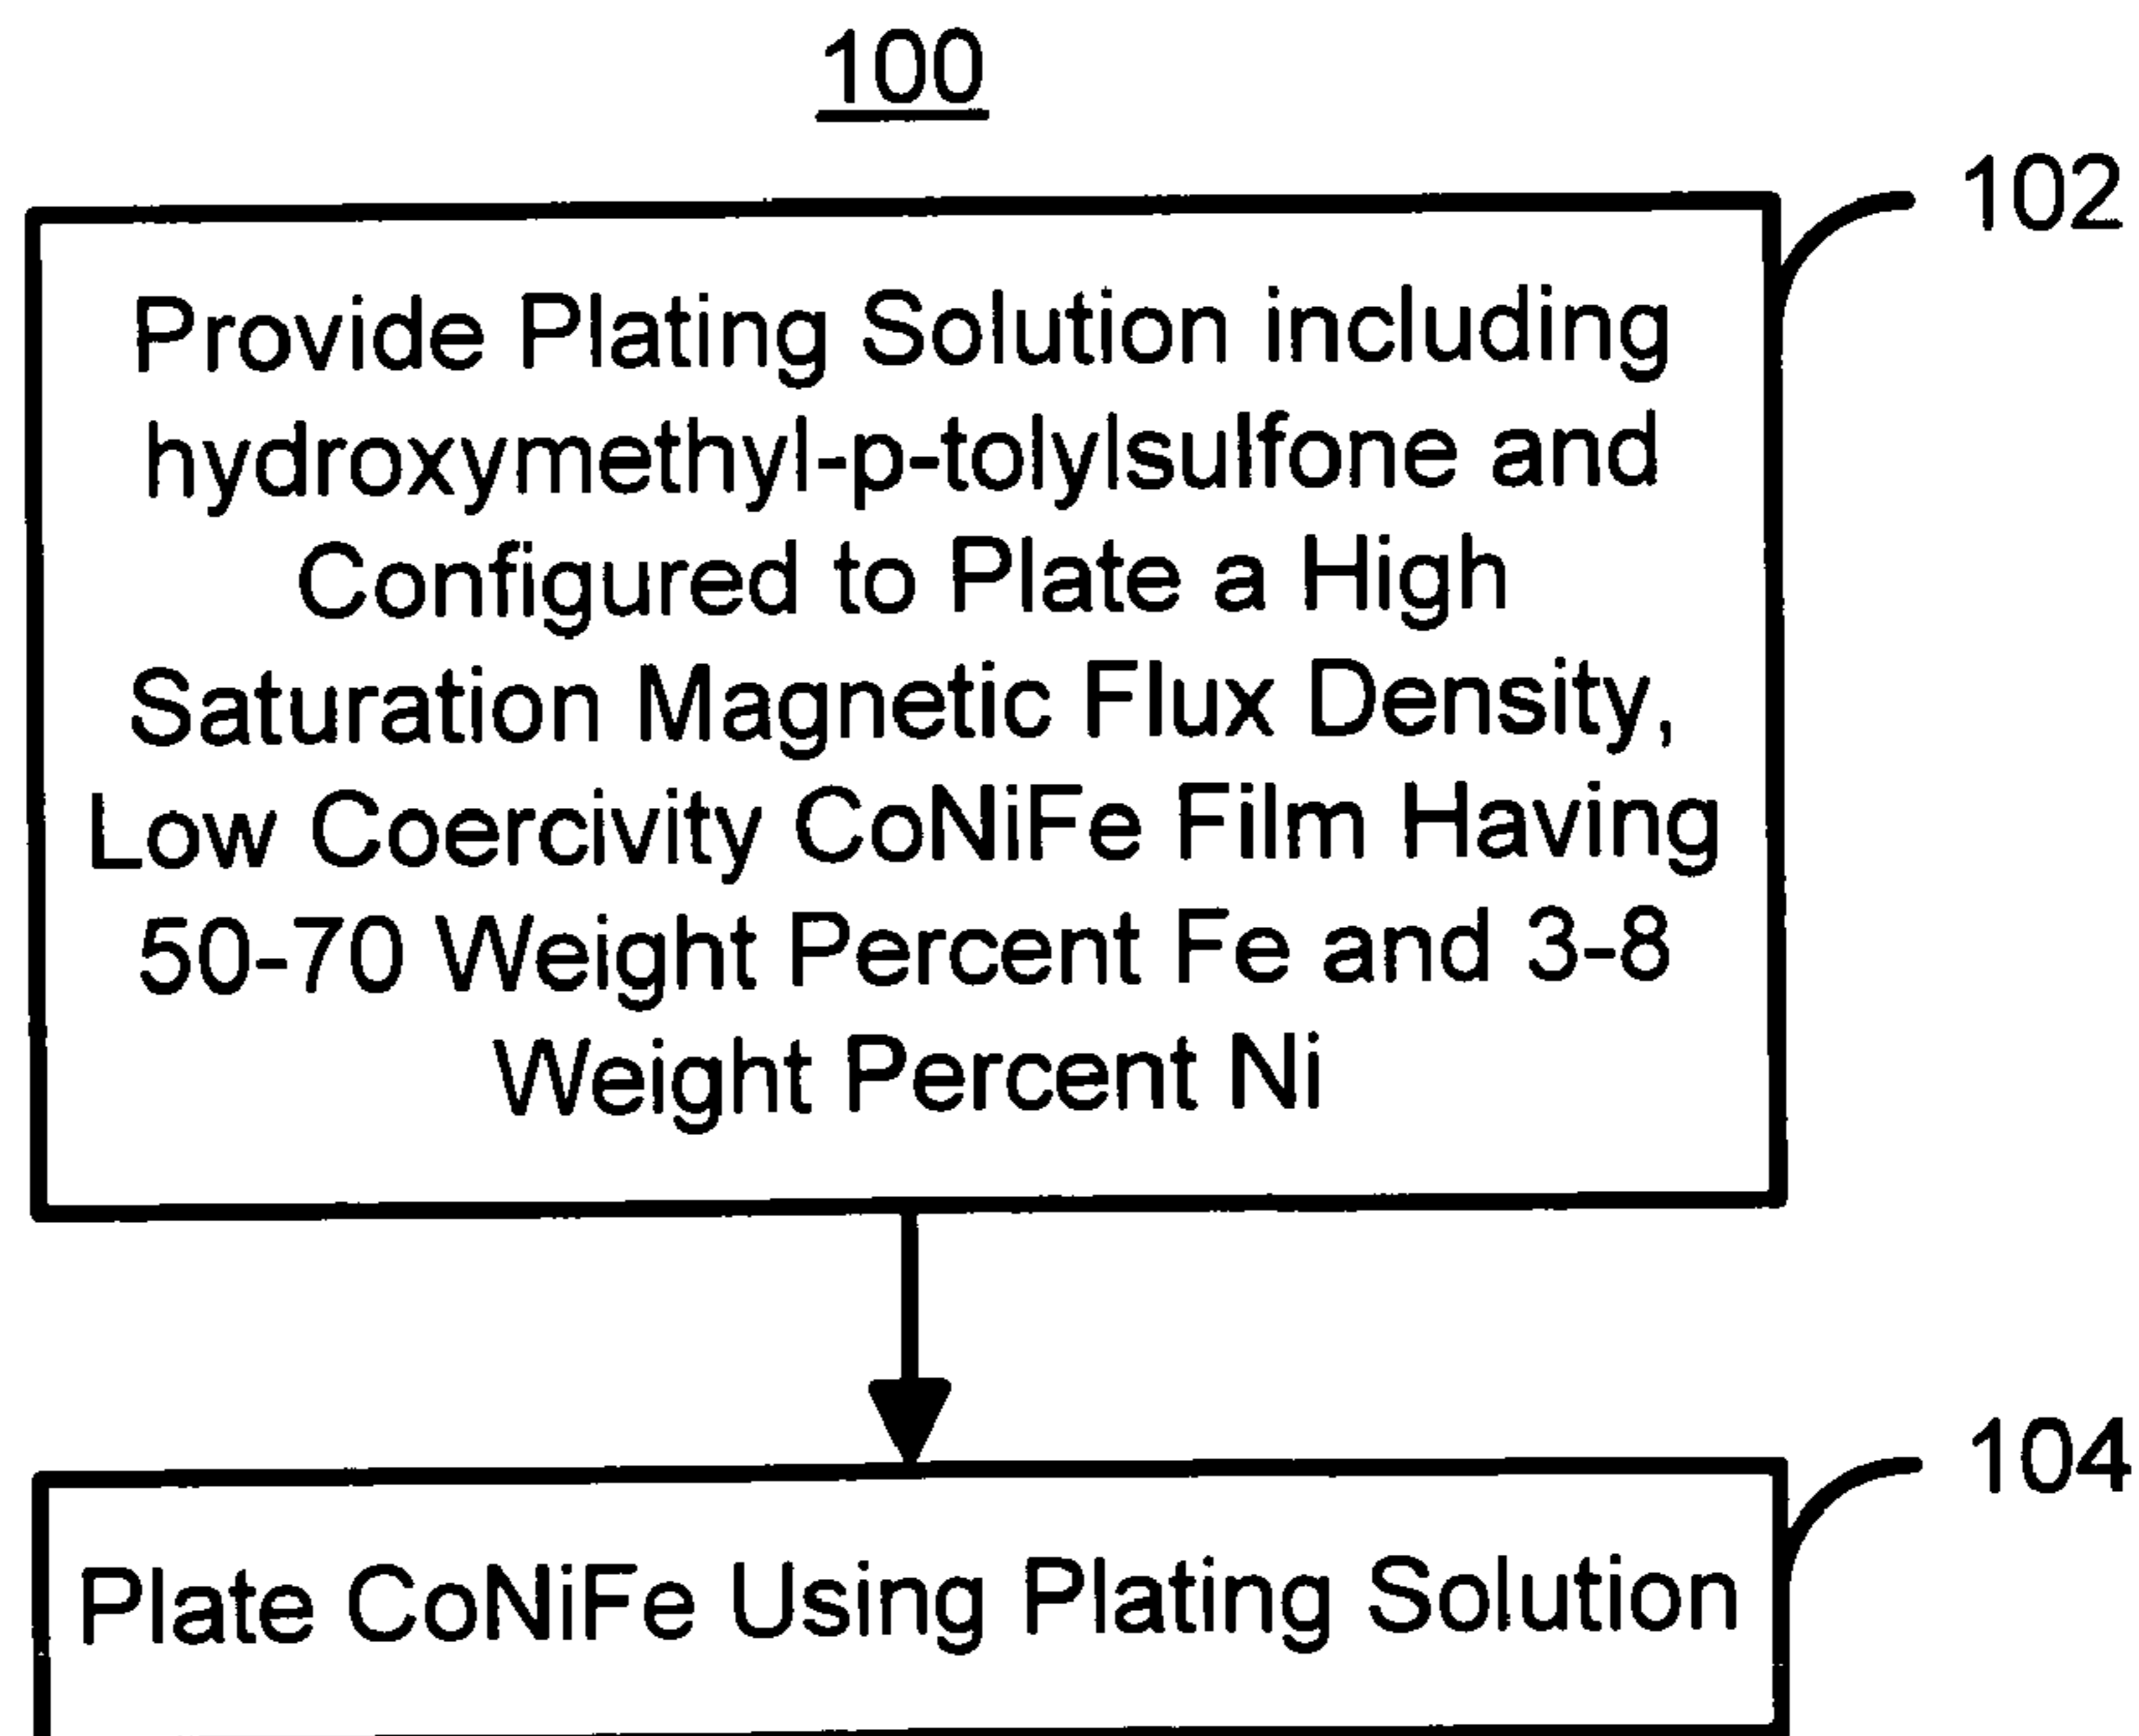 100
102
Provide Plating Solution including
hydroxymethyl-p-tolylsulfone and
Configured to Plate a High
Saturation Magnetic Flux Density,
Low Coercivity CoNiFe Film Having
50-70 Weight Percent Fe and 3-8
Weight Percent Ni
104
Plate CoNiFe Using Plating Solution